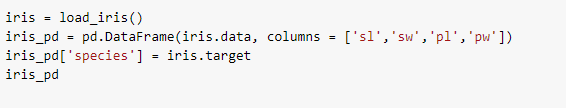 iris = load_iris()
iris_pd = pd.DataFrame(iris.data, columns = ['sl','sw','pl','pw'])
iris_pd['species'] = iris.target
iris_pd